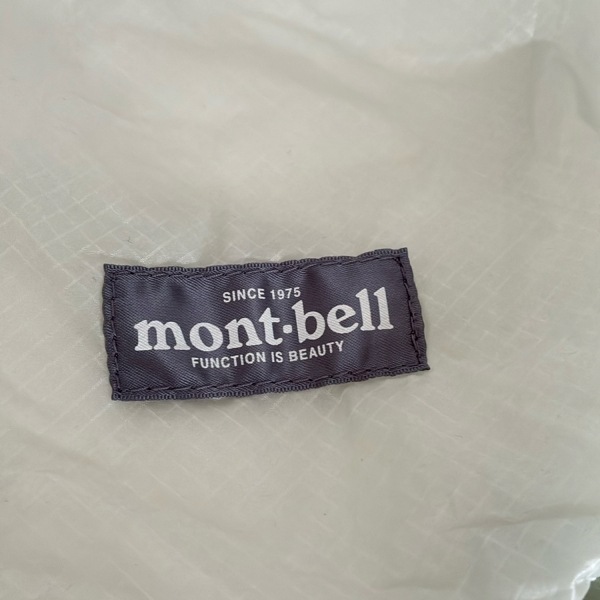 SINCE 1975
mont·bell
FUNCTION IS BEAUTY